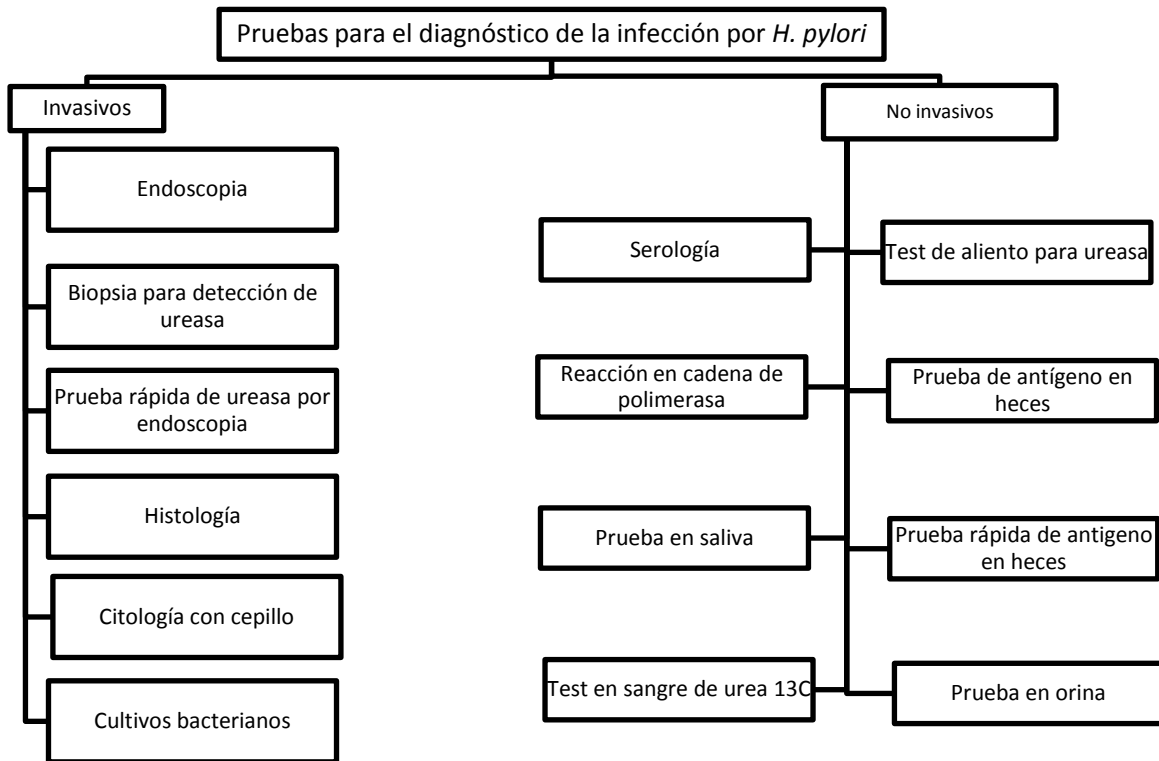 Pruebas para el diagnóstico de la infección por H. pylori
Invasivos
Endoscopia
Biopsia para detección de
ureasa
Prueba rápida de ureasa por
endoscopia
Histología
Citología con cepillo
Cultivos bacterianos
No invasivos
Serología
Test de aliento para ureasa
Reacción en cadena de
polimerasa
Prueba de antígeno en
heces
Prueba en saliva
Prueba rápida de antigeno
en heces
Test en sangre de urea 13C
Prueba en orina